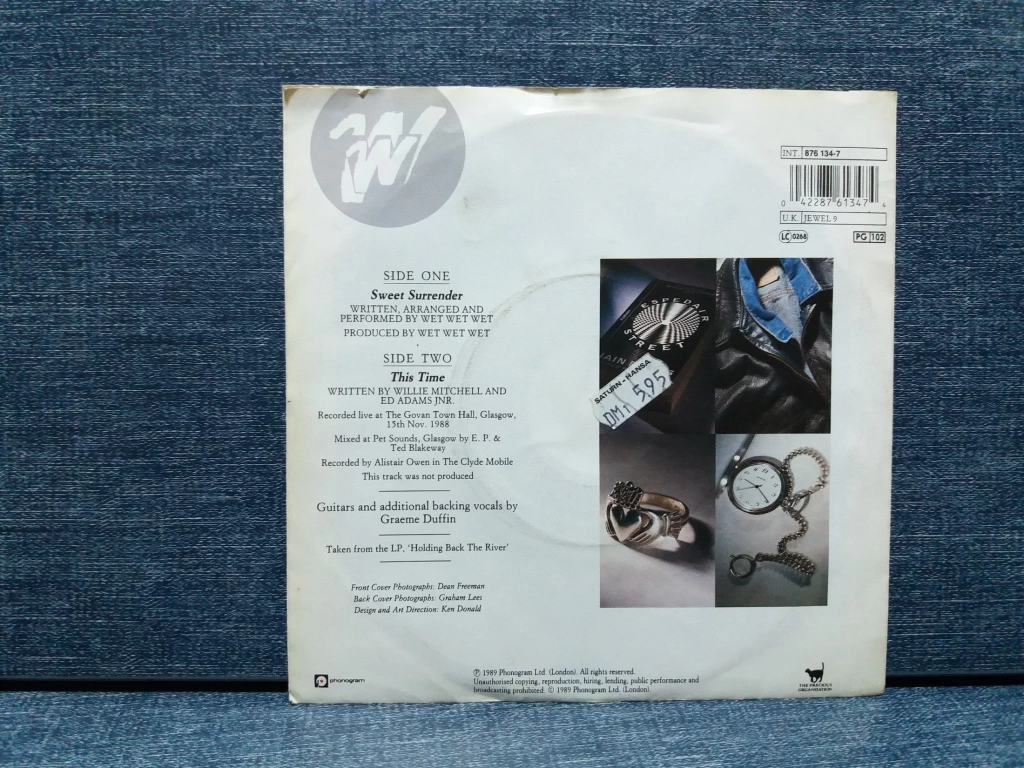 W
INT. 876 134-7
0 42287 61347 4
U.K. JEWEL 9
LC 0268
PG 102
SIDE ONE
Sweet Surrender
WRITTEN, ARRANGED AND
PERFORMED BY WET WET WET
PRODUCED BY WET WET WET
SIDE TWO
This Time
WRITTEN BY WILLIE MITCHELL AND
ED ADAMS JNR.
Recorded live at The Govan Town Hall, Glasgow,
15th Nov. 1988
Mixed at Pet Sounds, Glasgow by E. P. &
Ted Blakeway
Recorded by Alistair Owen in The Clyde Mobile
This track was not produced
Guitars and additional backing vocals by
Graeme Duffin
Taken from the LP, ‘Holding Back The River’
Front Cover Photographs: Dean Freeman
Back Cover Photographs: Graham Lees
Design and Art Direction: Ken Donald
ESPEDAIR
STREET
IAIN
SATURN-HANSA
DM 5.95
phonogram
℗ 1989 Phonogram Ltd. (London). All rights reserved.
Unauthorised copying, reproduction, hiring, lending, public performance and
broadcasting prohibited. © 1989 Phonogram Ltd. (London).
THE PRECIOUS
ORGANISATION